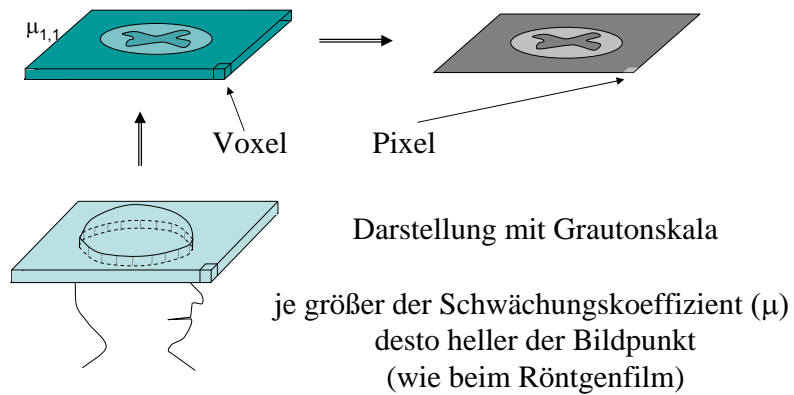 μ1,1
Voxel
Pixel
Darstellung mit Grautonskala
je größer der Schwächungskoeffizient (μ)
desto heller der Bildpunkt
(wie beim Röntgenfilm)